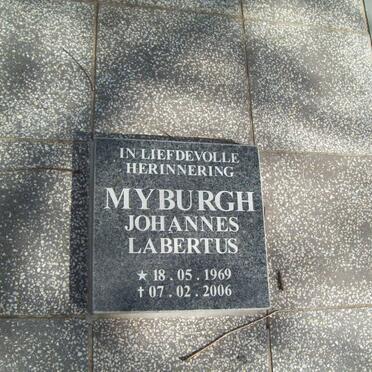 IN LIEFDEVOLLE
HERINNERING
MYBURGH
JOHANNES
LABERTUS
★ 18 . 05 . 1969
✝ 07 . 02 . 2006